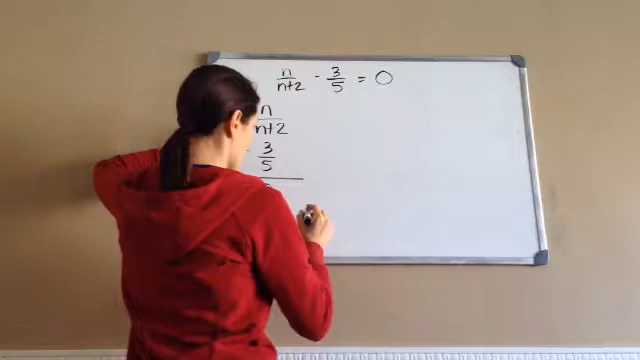 n/n+2 - 3/5 = 0
n/n+2
3/5